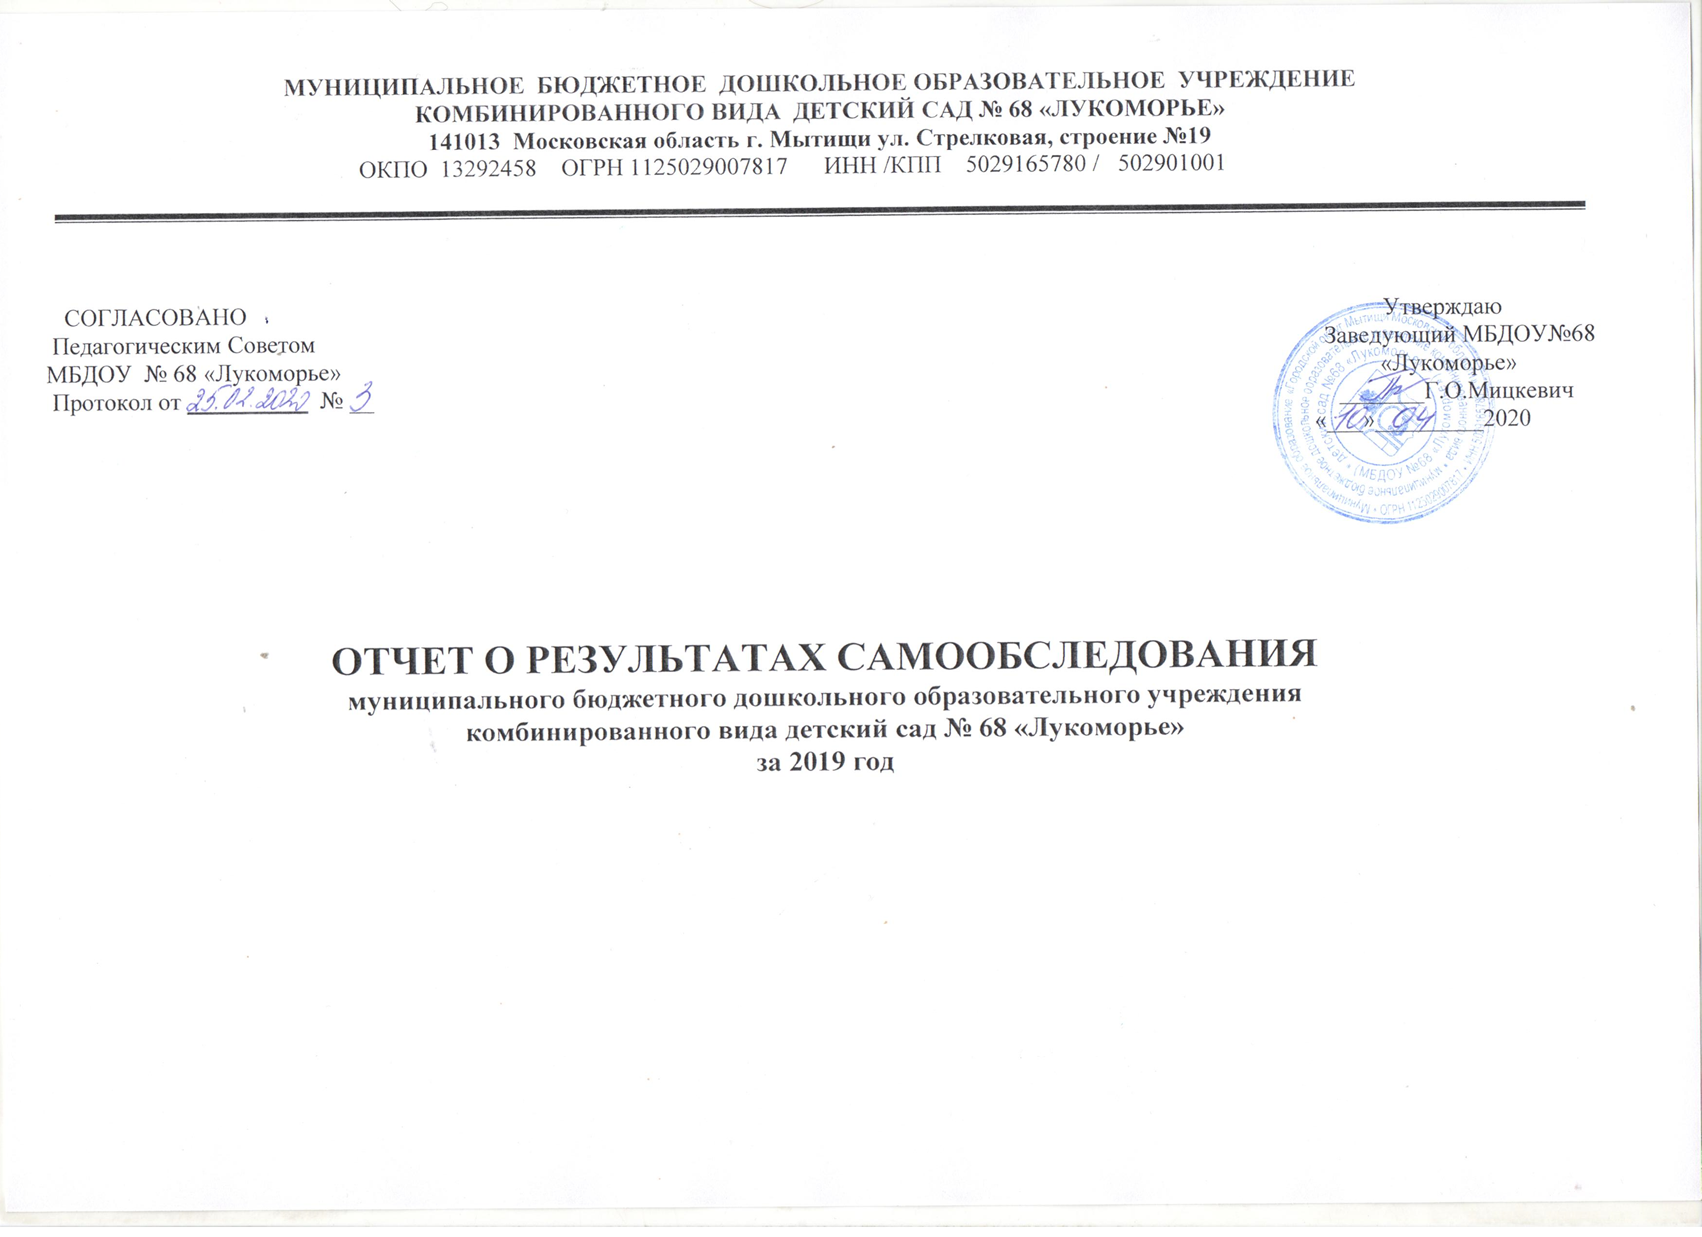 МУНИЦИПАЛЬНОЕ БЮДЖЕТНОЕ ДОШКОЛЬНОЕ ОБРАЗОВАТЕЛЬНОЕ УЧРЕЖДЕНИЕ
КОМБИНИРОВАННОГО ВИДА ДЕТСКИЙ САД № 68 «ЛУКОМОРЬЕ»
141013 Московская область г. Мытищи ул. Стрелковая, строение №19
ОКПО 13292458 ОГРН 1125029007817 ИНН /КПП 5029165780 / 502901001
СОГЛАСОВАНО
Педагогическим Советом
МБДОУ № 68 «Лукоморье»
Протокол от 25.02.2020 № 3
Утверждаю
Заведующий МБДОУ№68
«Лукоморье»
Г.О.Мицкевич
«10» 04 2020
ОТЧЕТ О РЕЗУЛЬТАТАХ САМООБСЛЕДОВАНИЯ
муниципального бюджетного дошкольного образовательного учреждения
комбинированного вида детский сад № 68 «Лукоморье»
за 2019 год